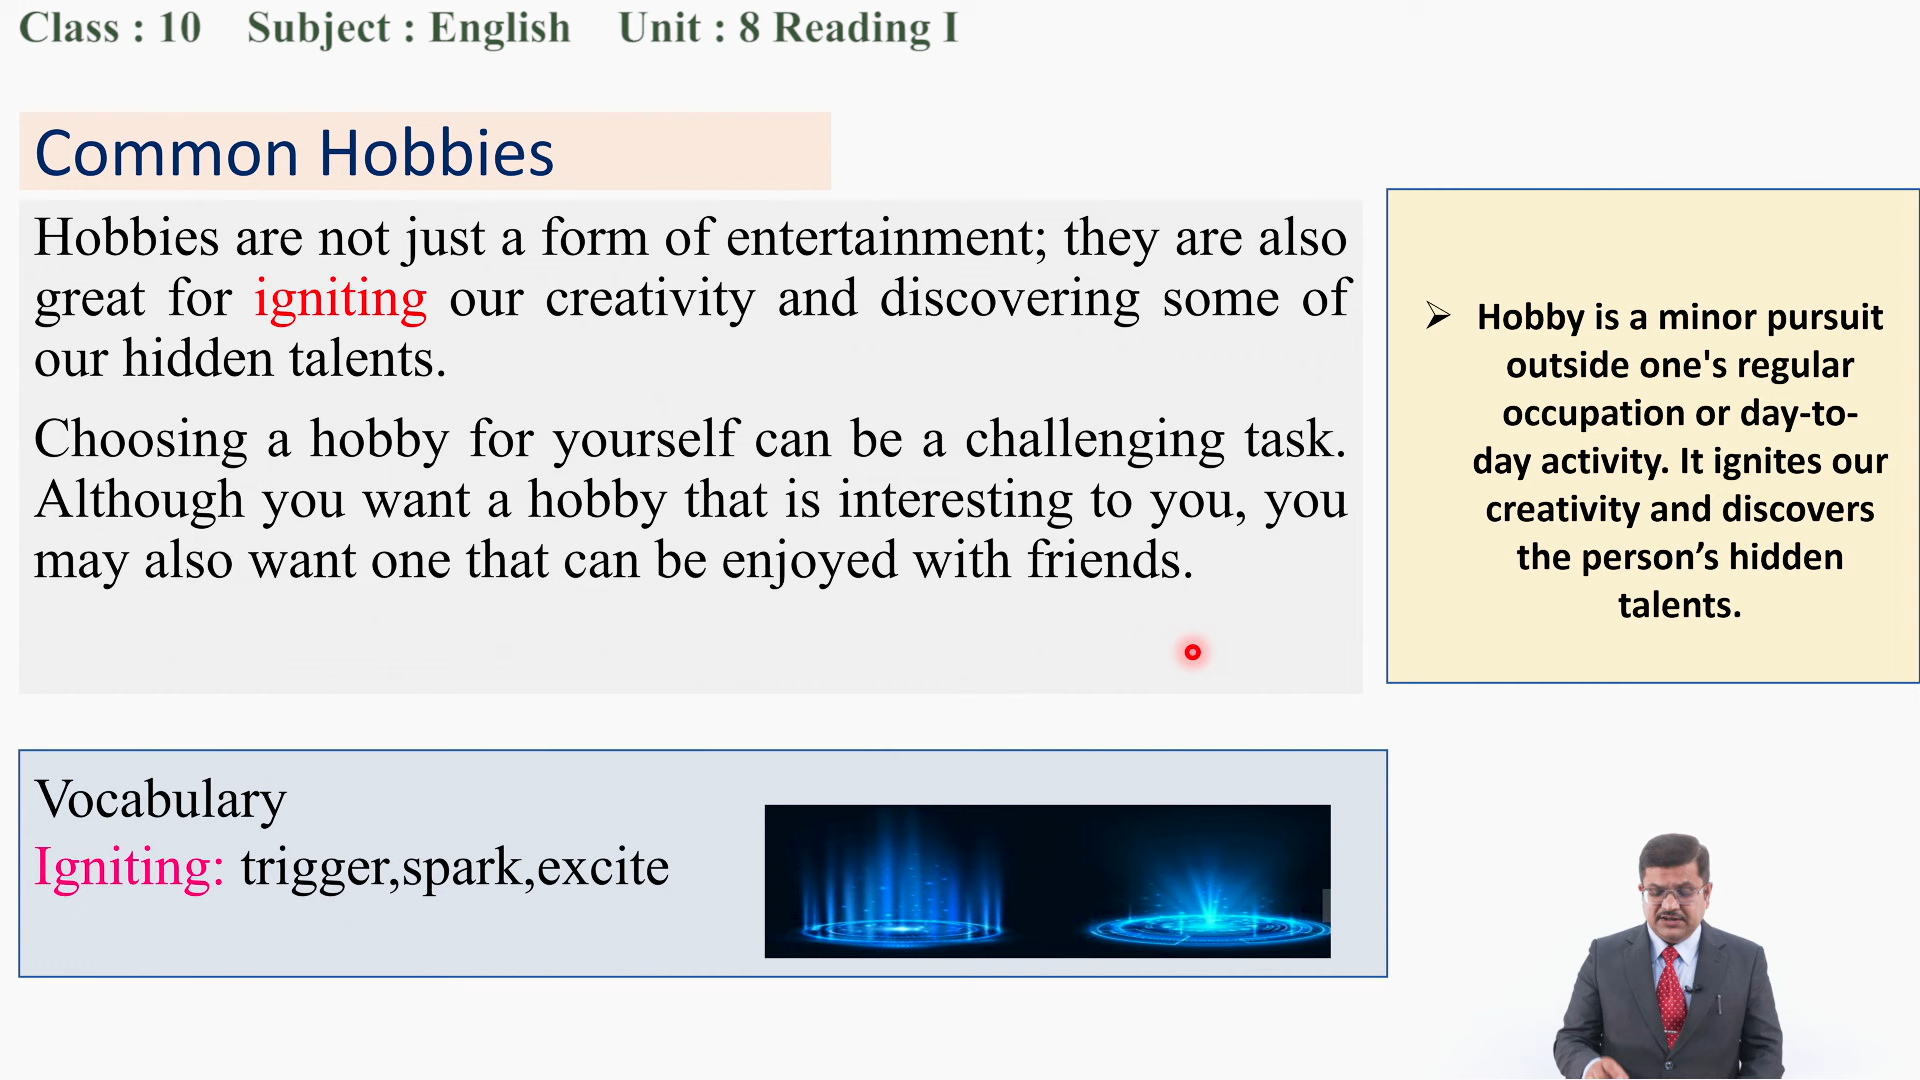 Class : 10 Subject : English Unit : 8 Reading I
Common Hobbies
Hobbies are not just a form of entertainment; they are also
great for igniting our creativity and discovering some of
our hidden talents.
Choosing a hobby for yourself can be a challenging task.
Although you want a hobby that is interesting to you, you
may also want one that can be enjoyed with friends.
➢ Hobby is a minor pursuit
outside one's regular
occupation or day-to-
day activity. It ignites our
creativity and discovers
the person’s hidden
talents.
Vocabulary
Igniting: trigger,spark,excite